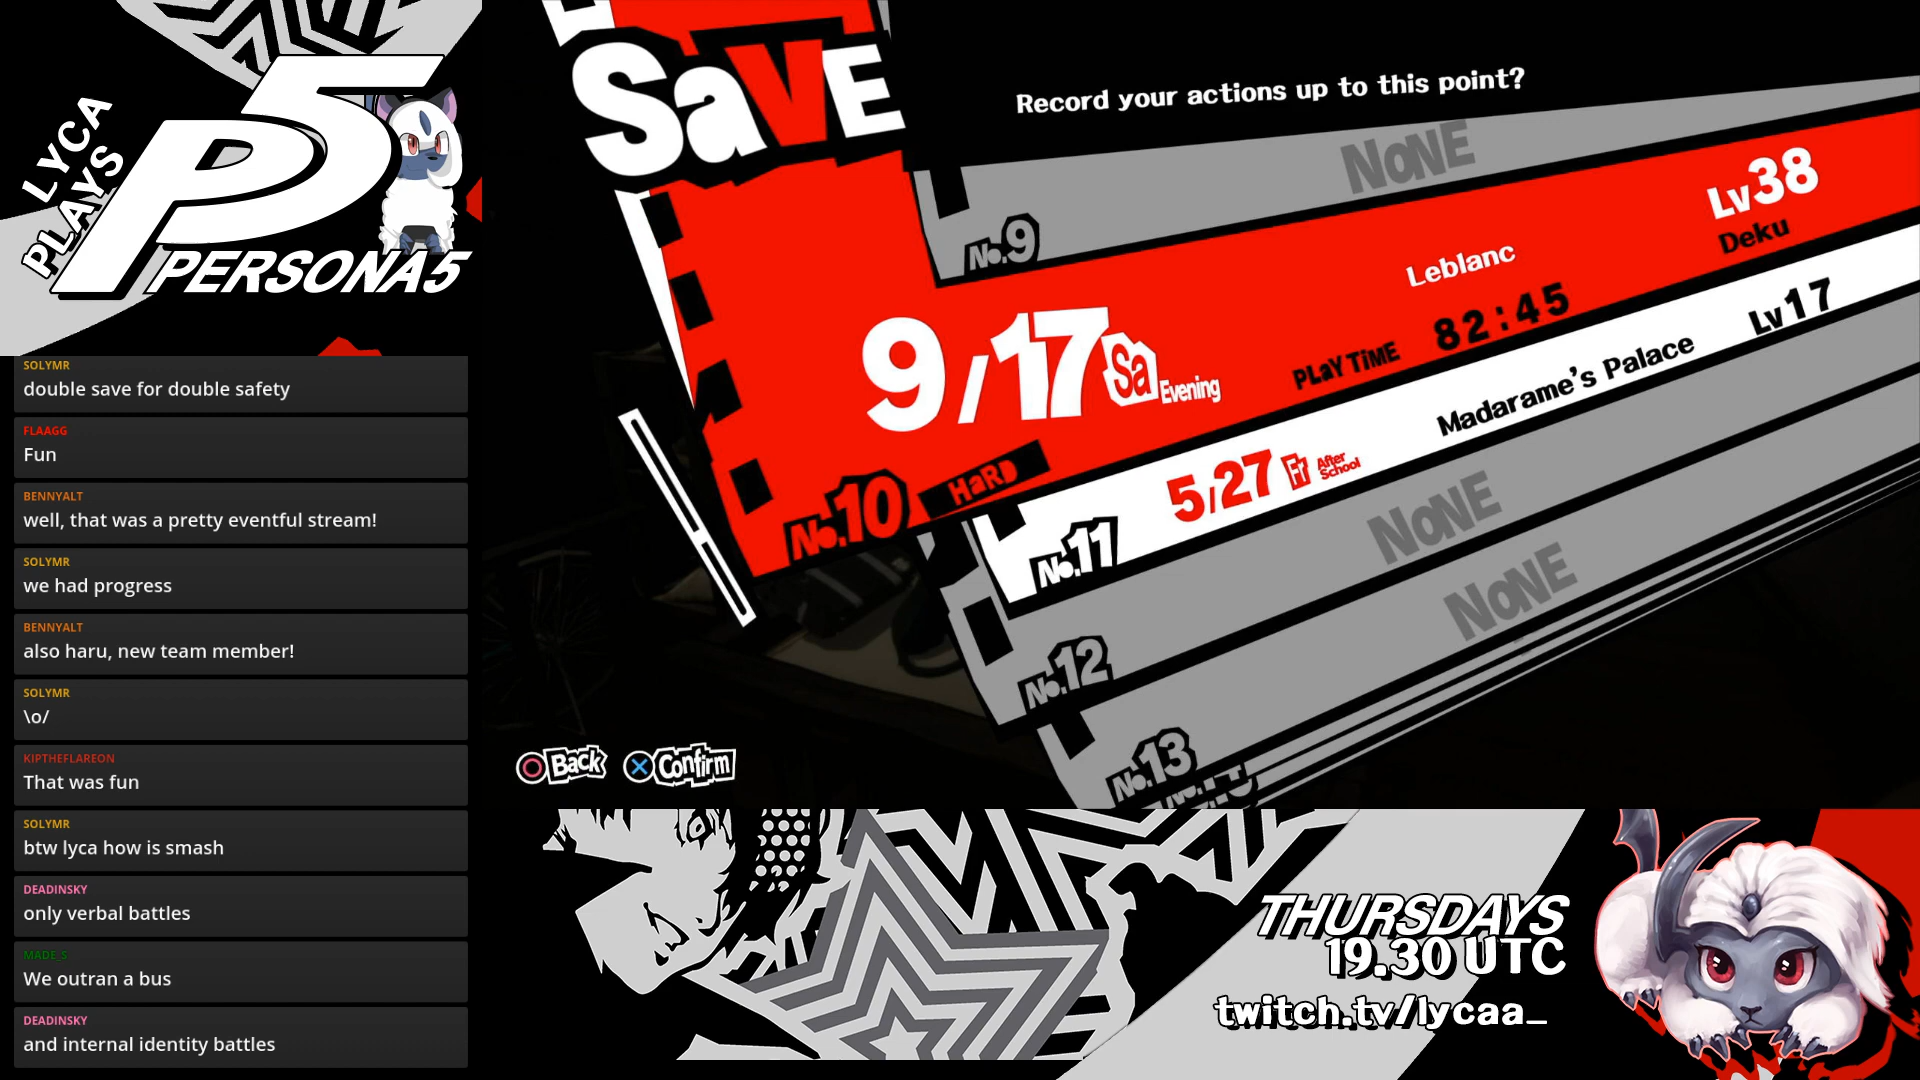 LYCA
PLAYS
P5
PERSONA5
SOLYMR
double save for double safety
FLAAGG
Fun
BENNYALT
well, that was a pretty eventful stream!
SOLYMR
we had progress
BENNYALT
also haru, new team member!
SOLYMR
\o/
KIPTHEFLAREON
That was fun
SOLYMR
btw lyca how is smash
DEADINSKY
only verbal battles
MADE_S
We outran a bus
DEADINSKY
and internal identity battles
SaVE
Record your actions up to this point?
NoNE
No.9
Lv38
Deku
Leblanc
PLaY TiME 82:45
9/17 Sa Evening
No.10 HaRD
Lv17
Madarame's Palace
5/27 Fr After School
No.11
NoNE
No.12
NoNE
No.13
Back Confirm
THURSDAYS
19.30 UTC
twitch.tv/lycaa_